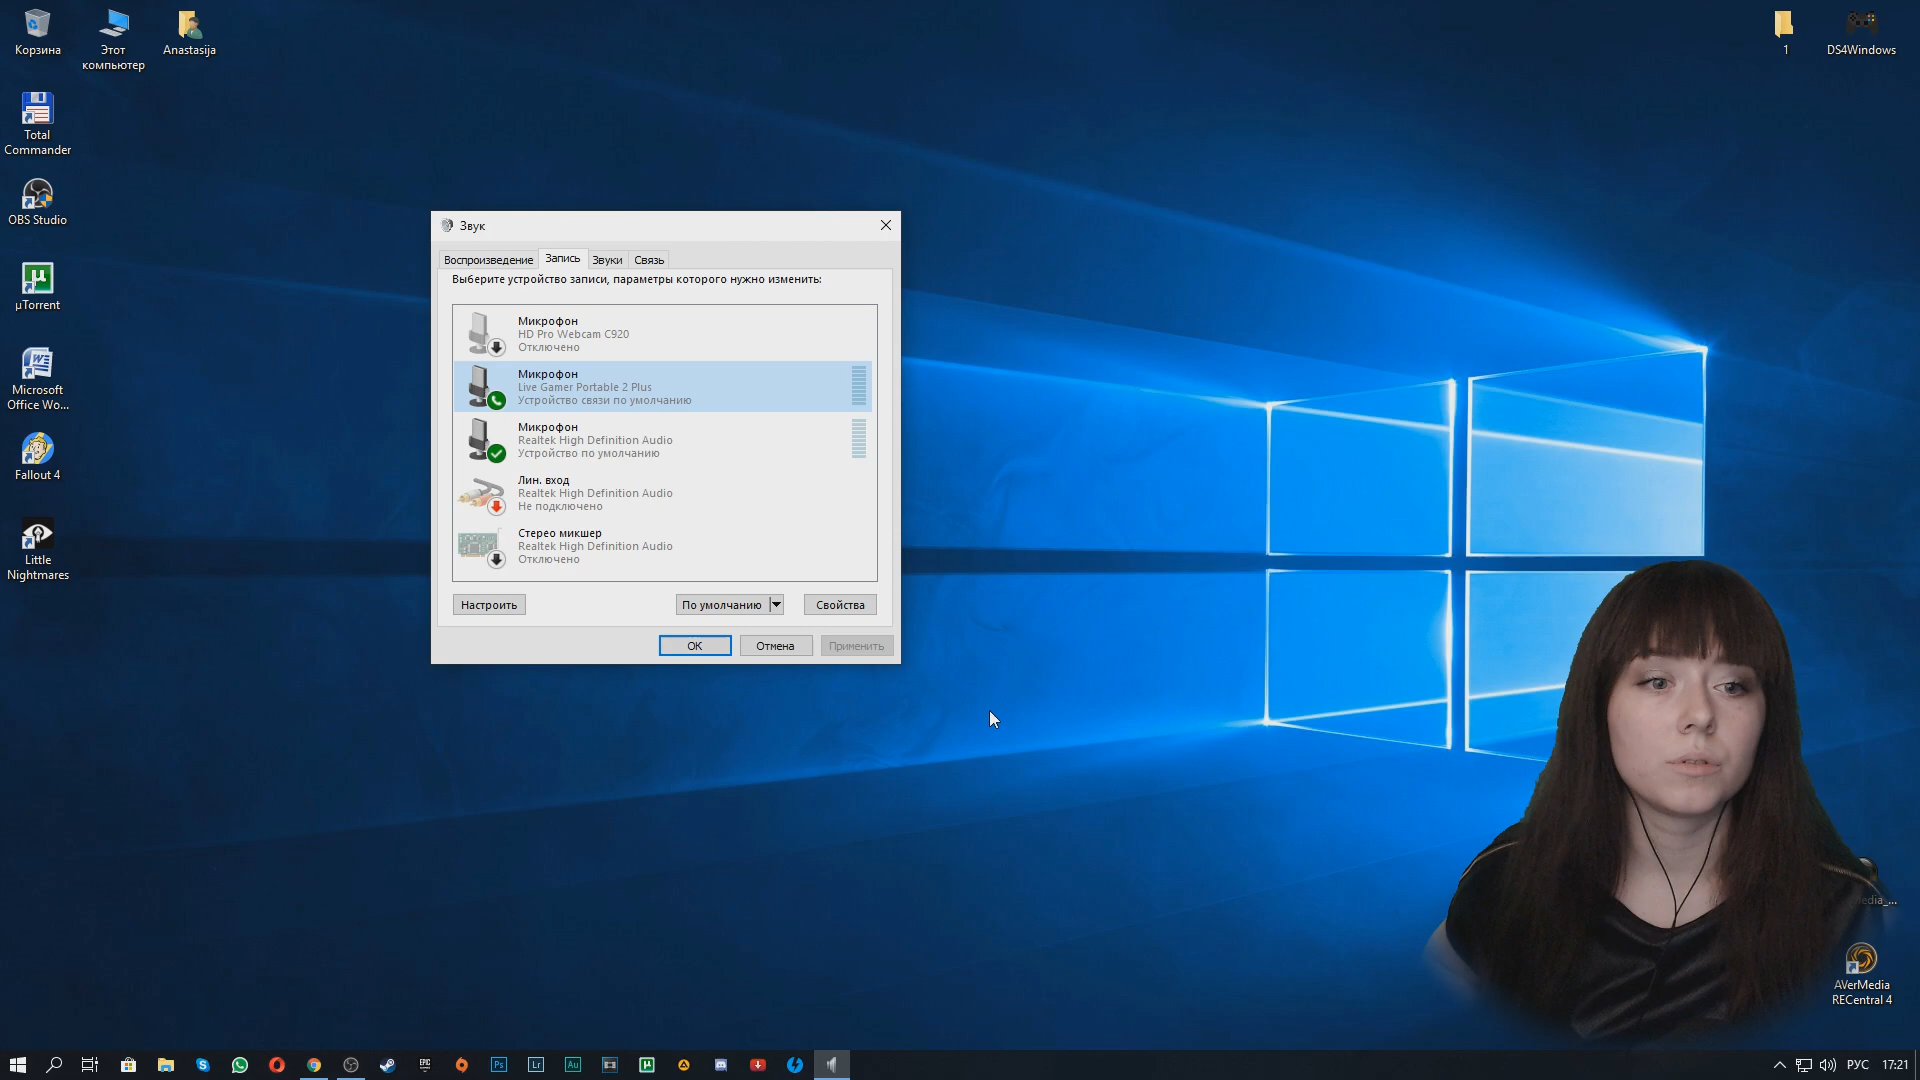 Корзина
Этот
компьютер
Anastasija
1
DS4Windows
Total
Commander
OBS Studio
µTorrent
Microsoft
Office Wo...
Fallout 4
Little
Nightmares
Звук
Воспроизведение
Запись
Звуки
Связь
Выберите устройство записи, параметры которого нужно изменить:
Микрофон
HD Pro Webcam C920
Отключено
Микрофон
Live Gamer Portable 2 Plus
Устройство связи по умолчанию
Микрофон
Realtek High Definition Audio
Устройство по умолчанию
Лин. вход
Realtek High Definition Audio
Не подключено
Стерео микшер
Realtek High Definition Audio
Отключено
Настроить
По умолчанию
Свойства
ОК
Отмена
Применить
AVerMedia
RECentral 4
EPIC
Ps
Lr
Au
РУС
17:21